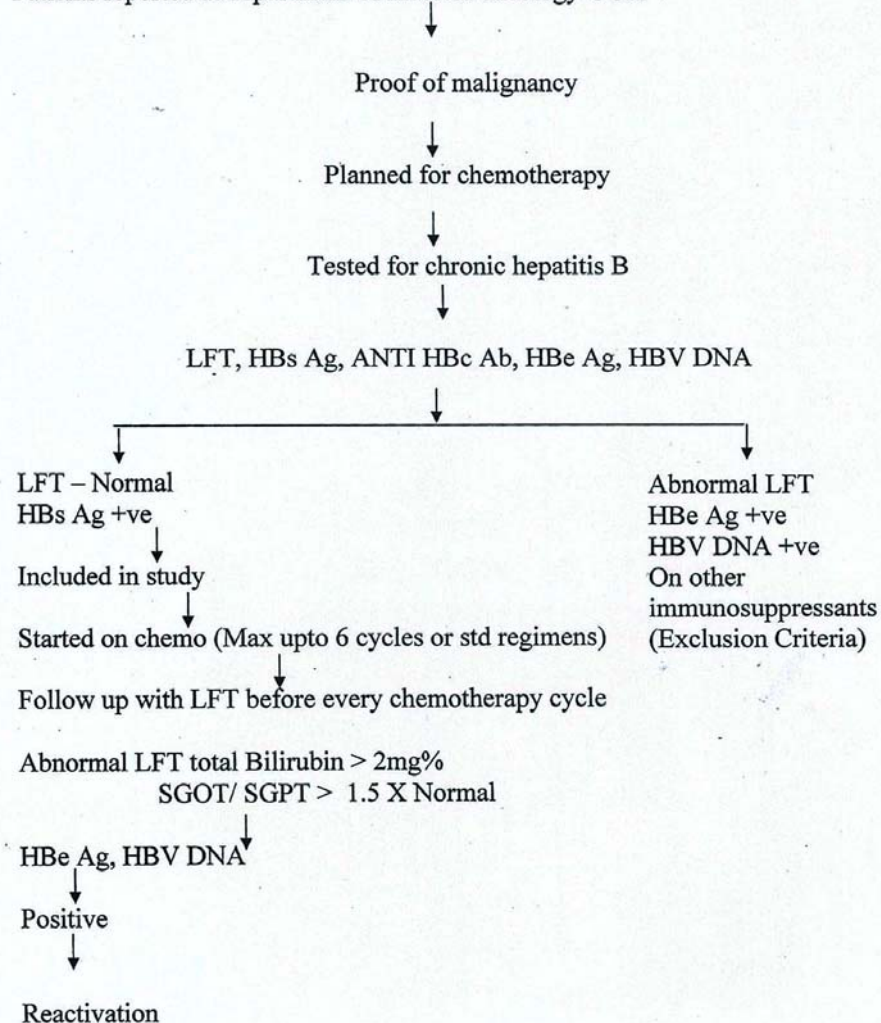 Proof of malignancy
Planned for chemotherapy
Tested for chronic hepatitis B
LFT, HBs Ag, ANTI HBc Ab, HBe Ag, HBV DNA
LFT – Normal
HBs Ag +ve
Included in study
Started on chemo (Max upto 6 cycles or std regimens)
Follow up with LFT before every chemotherapy cycle
Abnormal LFT total Bilirubin > 2mg%
SGOT/ SGPT > 1.5 X Normal
HBe Ag, HBV DNA
Positive
Reactivation
Abnormal LFT
HBe Ag +ve
HBV DNA +ve
On other
immunosuppressants
(Exclusion Criteria)